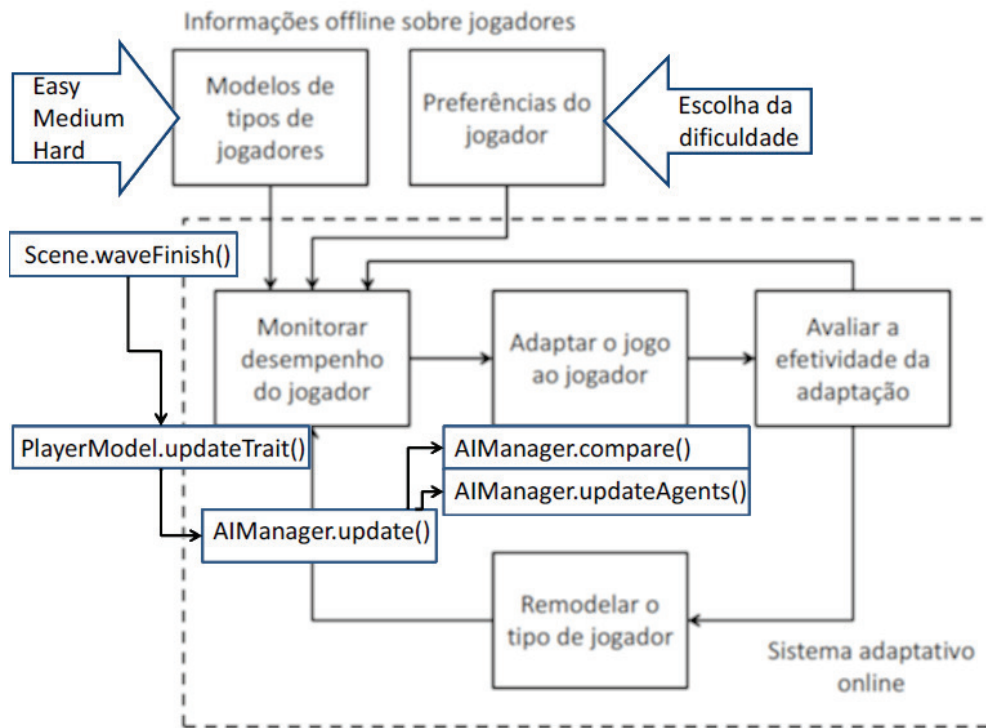 Informações offline sobre jogadores
Easy
Medium
Hard
Modelos de
tipos de
jogadores
Preferências do
jogador
Escolha da
dificuldade
Scene.waveFinish()
Monitorar
desempenho
do jogador
Adaptar o jogo
ao jogador
Avaliar a
efetividade da
adaptação
PlayerModel.updateTrait()
AIManager.compare()
AIManager.updateAgents()
AIManager.update()
Remodelar o
tipo de jogador
Sistema adaptativo
online